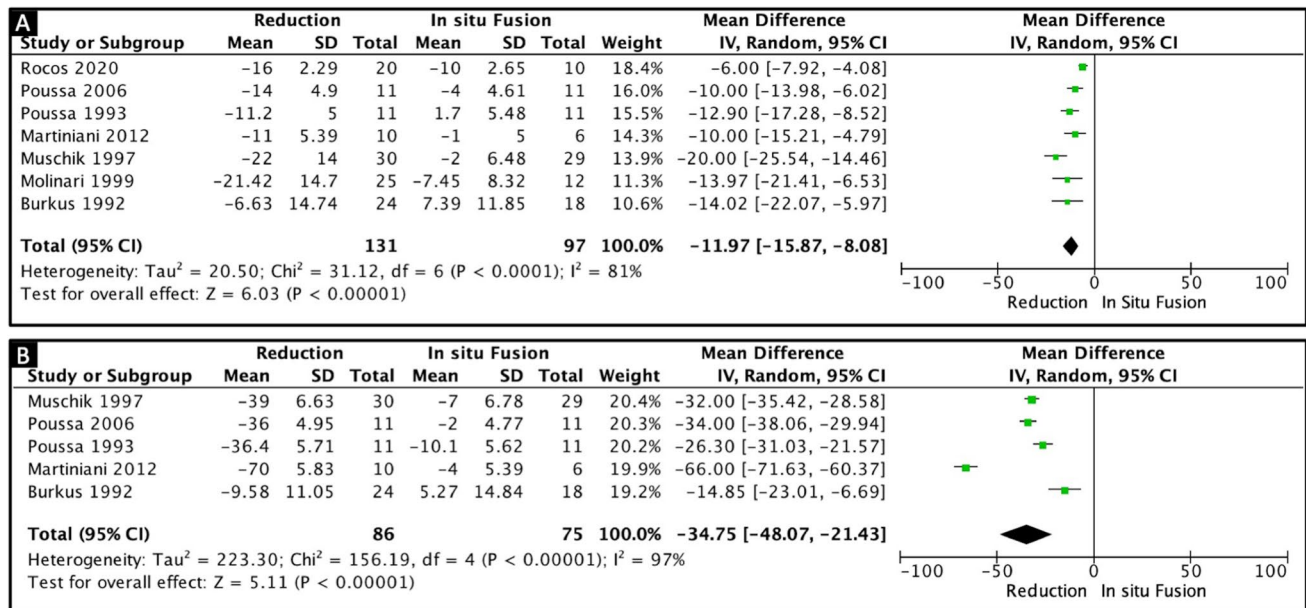 A
Reduction In situ Fusion Mean Difference Mean Difference
Study or Subgroup Mean SD Total Mean SD Total Weight IV, Random, 95% CI IV, Random, 95% CI
Rocos 2020 −16 2.29 20 −10 2.65 10 18.4% −6.00 [−7.92, −4.08]
Poussa 2006 −14 4.9 11 −4 4.61 11 16.0% −10.00 [−13.98, −6.02]
Poussa 1993 −11.2 5 11 1.7 5.48 11 15.5% −12.90 [−17.28, −8.52]
Martiniani 2012 −11 5.39 10 −1 5 6 14.3% −10.00 [−15.21, −4.79]
Muschik 1997 −22 14 30 −2 6.48 29 13.9% −20.00 [−25.54, −14.46]
Molinari 1999 −21.42 14.7 25 −7.45 8.32 12 11.3% −13.97 [−21.41, −6.53]
Burkus 1992 −6.63 14.74 24 7.39 11.85 18 10.6% −14.02 [−22.07, −5.97]
Total (95% CI) 131 97 100.0% −11.97 [−15.87, −8.08]
Heterogeneity: Tau² = 20.50; Chi² = 31.12, df = 6 (P < 0.0001); I² = 81%
Test for overall effect: Z = 6.03 (P < 0.00001)
−100 −50 0 50 100
Reduction In Situ Fusion
B
Reduction In situ Fusion Mean Difference Mean Difference
Study or Subgroup Mean SD Total Mean SD Total Weight IV, Random, 95% CI IV, Random, 95% CI
Muschik 1997 −39 6.63 30 −7 6.78 29 20.4% −32.00 [−35.42, −28.58]
Poussa 2006 −36 4.95 11 −2 4.77 11 20.3% −34.00 [−38.06, −29.94]
Poussa 1993 −36.4 5.71 11 −10.1 5.62 11 20.2% −26.30 [−31.03, −21.57]
Martiniani 2012 −70 5.83 10 −4 5.39 6 19.9% −66.00 [−71.63, −60.37]
Burkus 1992 −9.58 11.05 24 5.27 14.84 18 19.2% −14.85 [−23.01, −6.69]
Total (95% CI) 86 75 100.0% −34.75 [−48.07, −21.43]
Heterogeneity: Tau² = 223.30; Chi² = 156.19, df = 4 (P < 0.00001); I² = 97%
Test for overall effect: Z = 5.11 (P < 0.00001)
−100 −50 0 50 100
Reduction In situ Fusion